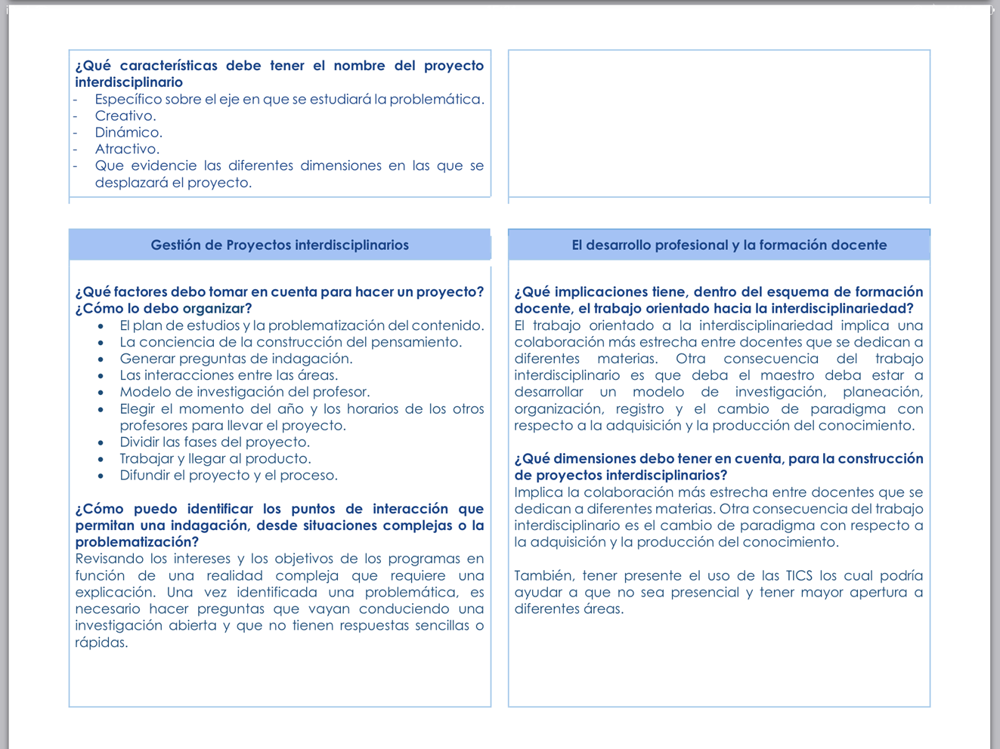 ¿Qué características debe tener el nombre del proyecto
interdisciplinario
- Específico sobre el eje en que se estudiará la problemática.
- Creativo.
- Dinámico.
- Atractivo.
- Que evidencie las diferentes dimensiones en las que se
desplazará el proyecto.
Gestión de Proyectos interdisciplinarios
¿Qué factores debo tomar en cuenta para hacer un proyecto?
¿Cómo lo debo organizar?
• El plan de estudios y la problematización del contenido.
• La conciencia de la construcción del pensamiento.
• Generar preguntas de indagación.
• Las interacciones entre las áreas.
• Modelo de investigación del profesor.
• Elegir el momento del año y los horarios de los otros
profesores para llevar el proyecto.
• Dividir las fases del proyecto.
• Trabajar y llegar al producto.
• Difundir el proyecto y el proceso.
¿Cómo puedo identificar los puntos de interacción que
permitan una indagación, desde situaciones complejas o la
problematización?
Revisando los intereses y los objetivos de los programas en
función de una realidad compleja que requiere una
explicación. Una vez identificada una problemática, es
necesario hacer preguntas que vayan conduciendo una
investigación abierta y que no tienen respuestas sencillas o
rápidas.
El desarrollo profesional y la formación docente
¿Qué implicaciones tiene, dentro del esquema de formación
docente, el trabajo orientado hacia la interdisciplinariedad?
El trabajo orientado a la interdisciplinariedad implica una
colaboración más estrecha entre docentes que se dedican a
diferentes materias. Otra consecuencia del trabajo
interdisciplinario es que deba el maestro deba estar a
desarrollar un modelo de investigación, planeación,
organización, registro y el cambio de paradigma con
respecto a la adquisición y la producción del conocimiento.
¿Qué dimensiones debo tener en cuenta, para la construcción
de proyectos interdisciplinarios?
Implica la colaboración más estrecha entre docentes que se
dedican a diferentes materias. Otra consecuencia del trabajo
interdisciplinario es el cambio de paradigma con respecto a
la adquisición y la producción del conocimiento.
También, tener presente el uso de las TICS los cual podría
ayudar a que no sea presencial y tener mayor apertura a
diferentes áreas.